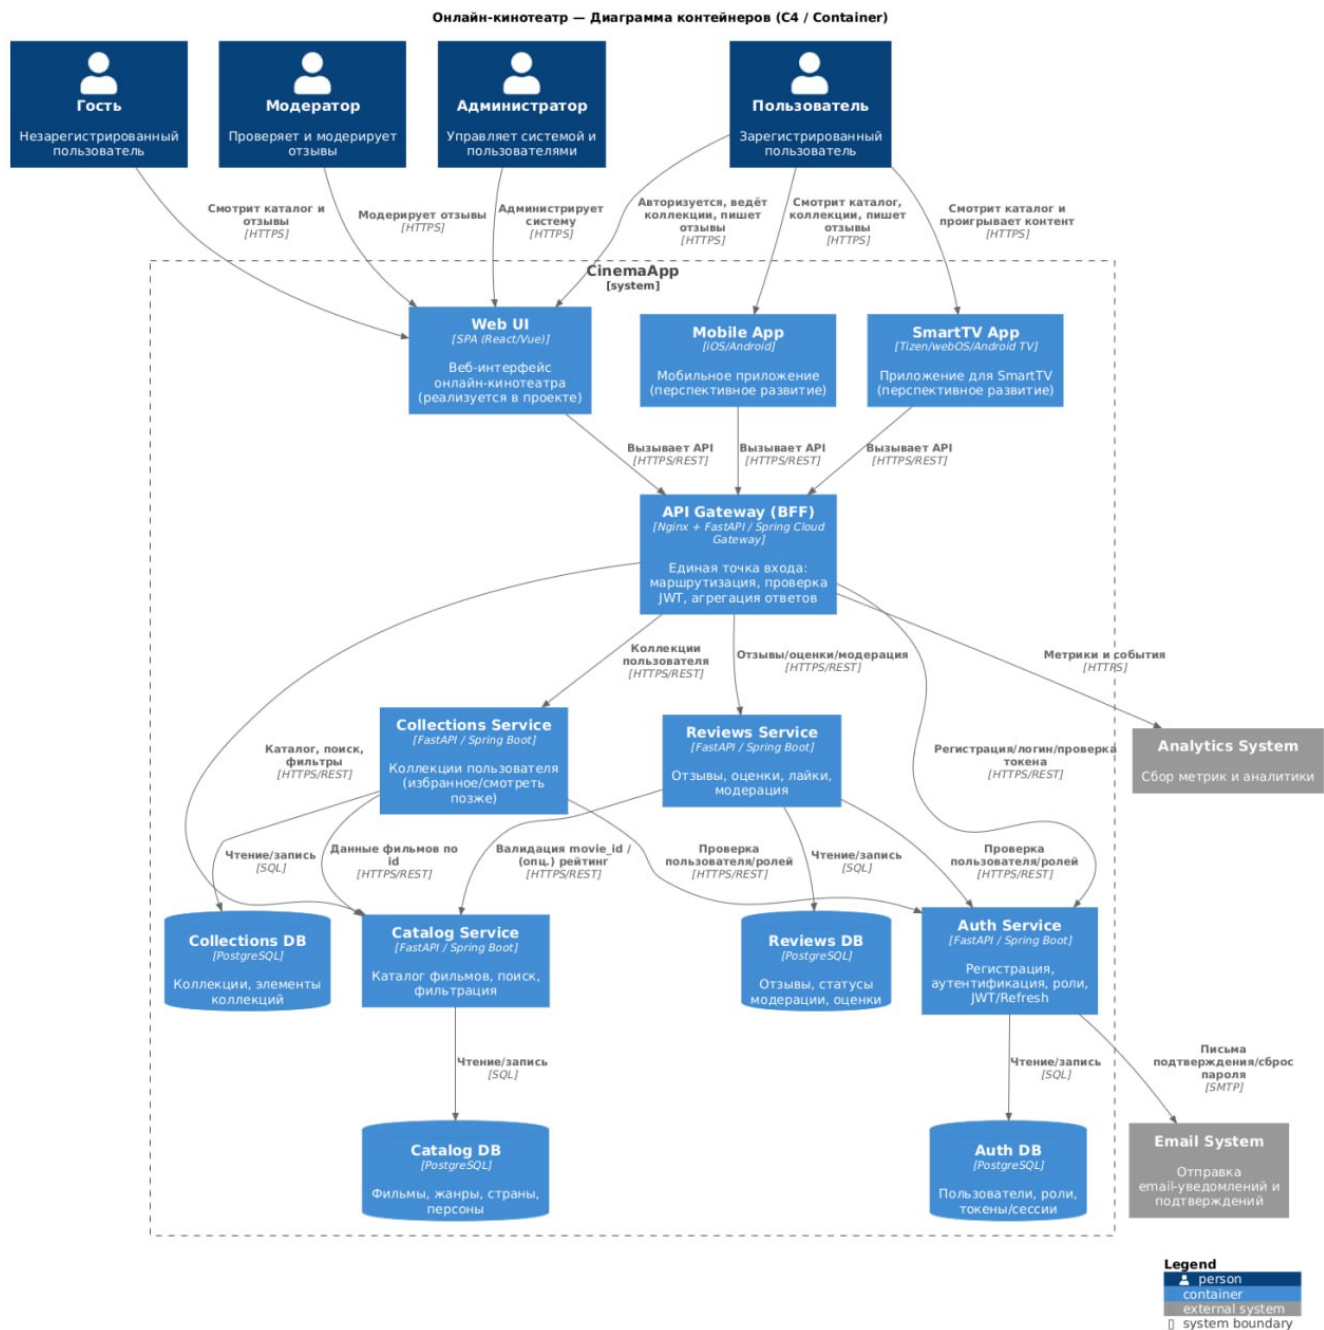 Онлайн-кинотеатр — Диаграмма контейнеров (C4 / Container)
Гость
Незарегистрированный
пользователь
Модератор
Проверяет и модерирует
отзывы
Администратор
Управляет системой и
пользователями
Пользователь
Зарегистрированный
пользователь
Смотрит каталог и
отзывы
[HTTPS]
Модерирует отзывы
[HTTPS]
Администрирует
систему
[HTTPS]
Авторизуется, ведёт
коллекции, пишет
отзывы
[HTTPS]
Смотрит каталог,
коллекции, пишет
отзывы
[HTTPS]
Смотрит каталог и
проигрывает контент
[HTTPS]
CinemaApp
[system]
Web UI
[SPA (React/Vue)]
Веб-интерфейс
онлайн-кинотеатра
(реализуется в проекте)
Mobile App
[iOS/Android]
Мобильное приложение
(перспективное развитие)
SmartTV App
[Tizen/webOS/Android TV]
Приложение для SmartTV
(перспективное развитие)
Вызывает API
[HTTPS/REST]
Вызывает API
[HTTPS/REST]
Вызывает API
[HTTPS/REST]
API Gateway (BFF)
[Nginx + FastAPI / Spring Cloud
Gateway]
Единая точка входа:
маршрутизация, проверка
JWT, агрегация ответов
Коллекции
пользователя
[HTTPS/REST]
Отзывы/оценки/модерация
[HTTPS/REST]
Метрики и события
[HTTPS]
Каталог, поиск,
фильтры
[HTTPS/REST]
Collections Service
[FastAPI / Spring Boot]
Коллекции пользователя
(избранное/смотреть
позже)
Reviews Service
[FastAPI / Spring Boot]
Отзывы, оценки, лайки,
модерация
Регистрация/логин/проверка
токена
[HTTPS/REST]
Analytics System
Сбор метрик и аналитики
Чтение/запись
[SQL]
Данные фильмов по
id
[HTTPS/REST]
Валидация movie_id /
(опц.) рейтинг
[HTTPS/REST]
Проверка
пользователя/ролей
[HTTPS/REST]
Чтение/запись
[SQL]
Проверка
пользователя/ролей
[HTTPS/REST]
Collections DB
[PostgreSQL]
Коллекции, элементы
коллекций
Catalog Service
[FastAPI / Spring Boot]
Каталог фильмов, поиск,
фильтрация
Reviews DB
[PostgreSQL]
Отзывы, статусы
модерации, оценки
Auth Service
[FastAPI / Spring Boot]
Регистрация,
аутентификация, роли,
JWT/Refresh
Чтение/запись
[SQL]
Чтение/запись
[SQL]
Письма
подтверждения/сброс
пароля
[SMTP]
Catalog DB
[PostgreSQL]
Фильмы, жанры, страны,
персоны
Auth DB
[PostgreSQL]
Пользователи, роли,
токены/сессии
Email System
Отправка
email-уведомлений и
подтверждений
Legend
person
container
external system
system boundary